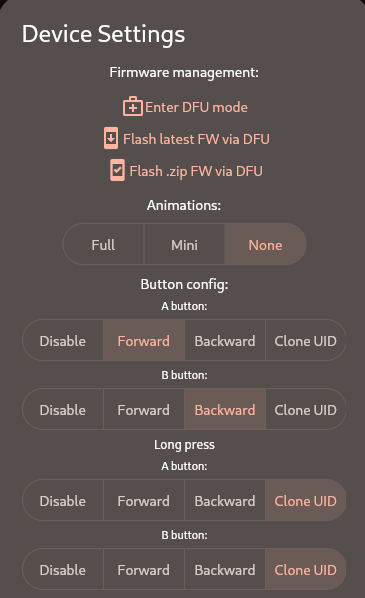 Device Settings
Firmware management:
Enter DFU mode
Flash latest FW via DFU
Flash .zip FW via DFU
Animations:
Full Mini None
Button config:
A button:
Disable Forward Backward Clone UID
B button:
Disable Forward Backward Clone UID
Long press
A button:
Disable Forward Backward Clone UID
B button:
Disable Forward Backward Clone UID